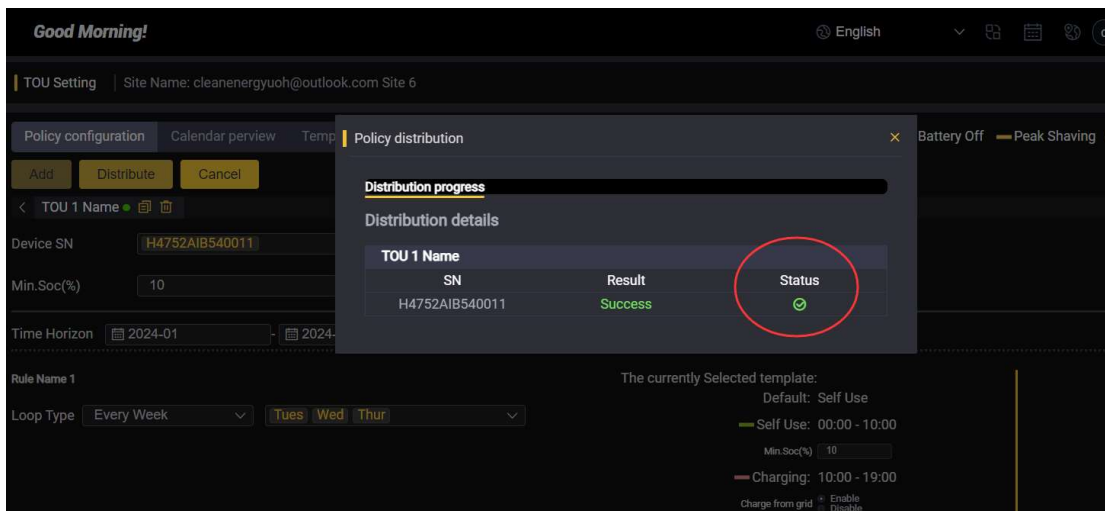 Good Morning!
English
TOU Setting
Site Name: cleanenergyuoh@outlook.com Site 6
Policy configuration
Calendar perview
Temp
Policy distribution
Battery Off
Peak Shaving
Add
Distribute
Cancel
Distribution progress
TOU 1 Name
Distribution details
Device SN
H4752AIB540011
TOU 1 Name
SN
Result
Status
Min.Soc(%)
10
H4752AIB540011
Success
Time Horizon
2024-01
-
2024-
Rule Name 1
The currently Selected template:
Default: Self Use
Loop Type
Every Week
Tues
Wed
Thur
Self Use: 00:00 - 10:00
Min.Soc(%)
10
Charging: 10:00 - 19:00
Charge from grid
Enable
Disable